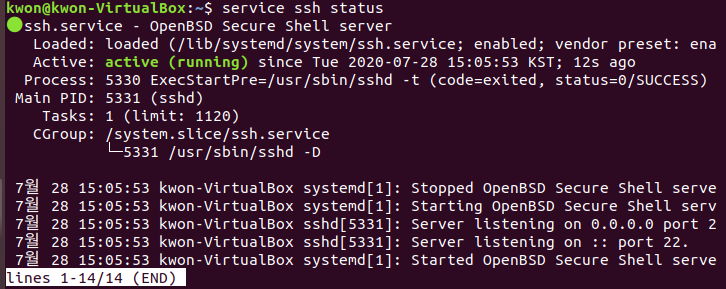 kwon@kwon-VirtualBox:~$ service ssh status
●ssh.service - OpenBSD Secure Shell server
   Loaded: loaded (/lib/systemd/system/ssh.service; enabled; vendor preset: ena
   Active: active (running) since Tue 2020-07-28 15:05:53 KST; 12s ago
  Process: 5330 ExecStartPre=/usr/sbin/sshd -t (code=exited, status=0/SUCCESS)
 Main PID: 5331 (sshd)
    Tasks: 1 (limit: 1120)
   CGroup: /system.slice/ssh.service
           └─5331 /usr/sbin/sshd -D

 7월 28 15:05:53 kwon-VirtualBox systemd[1]: Stopped OpenBSD Secure Shell serve
 7월 28 15:05:53 kwon-VirtualBox systemd[1]: Starting OpenBSD Secure Shell serv
 7월 28 15:05:53 kwon-VirtualBox sshd[5331]: Server listening on 0.0.0.0 port 2
 7월 28 15:05:53 kwon-VirtualBox sshd[5331]: Server listening on :: port 22.
 7월 28 15:05:53 kwon-VirtualBox systemd[1]: Started OpenBSD Secure Shell serve
lines 1-14/14 (END)